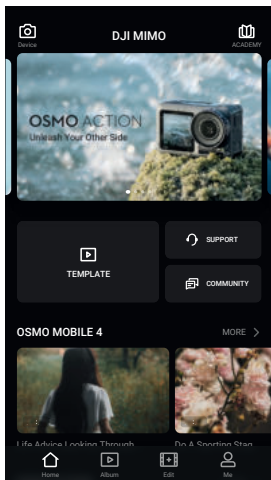 DJI MIMO
Device
ACADEMY
OSMO ACTION
Unleash Your Other Side
TEMPLATE
SUPPORT
COMMUNITY
OSMO MOBILE 4
MORE
Life Advice Looking Through
Do A Sporting Stag
Home
Album
Edit
Me